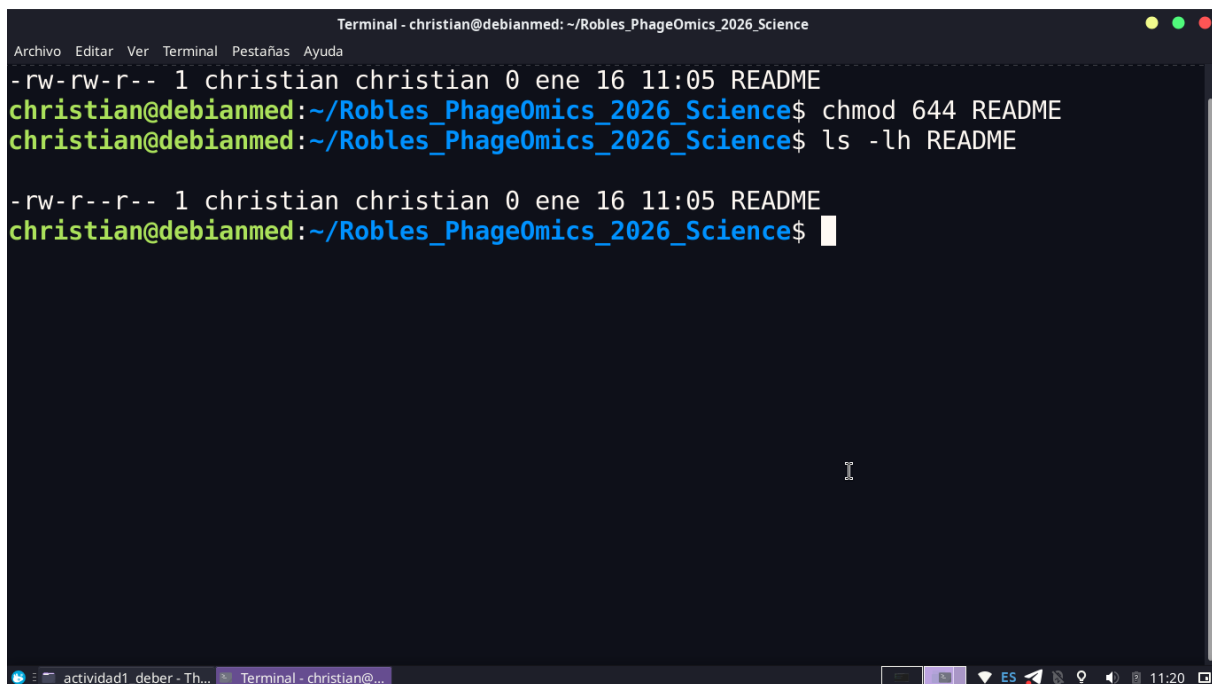 Terminal - christian@debianmed: ~/Robles_PhageOmics_2026_Science
Archivo Editar Ver Terminal Pestañas Ayuda
-rw-rw-r-- 1 christian christian 0 ene 16 11:05 README
christian@debianmed:~/Robles_PhageOmics_2026_Science$ chmod 644 README
christian@debianmed:~/Robles_PhageOmics_2026_Science$ ls -lh README
-rw-r--r-- 1 christian christian 0 ene 16 11:05 README
christian@debianmed:~/Robles_PhageOmics_2026_Science$
actividad1_deber - Th... Terminal - christian@... ES 11:20